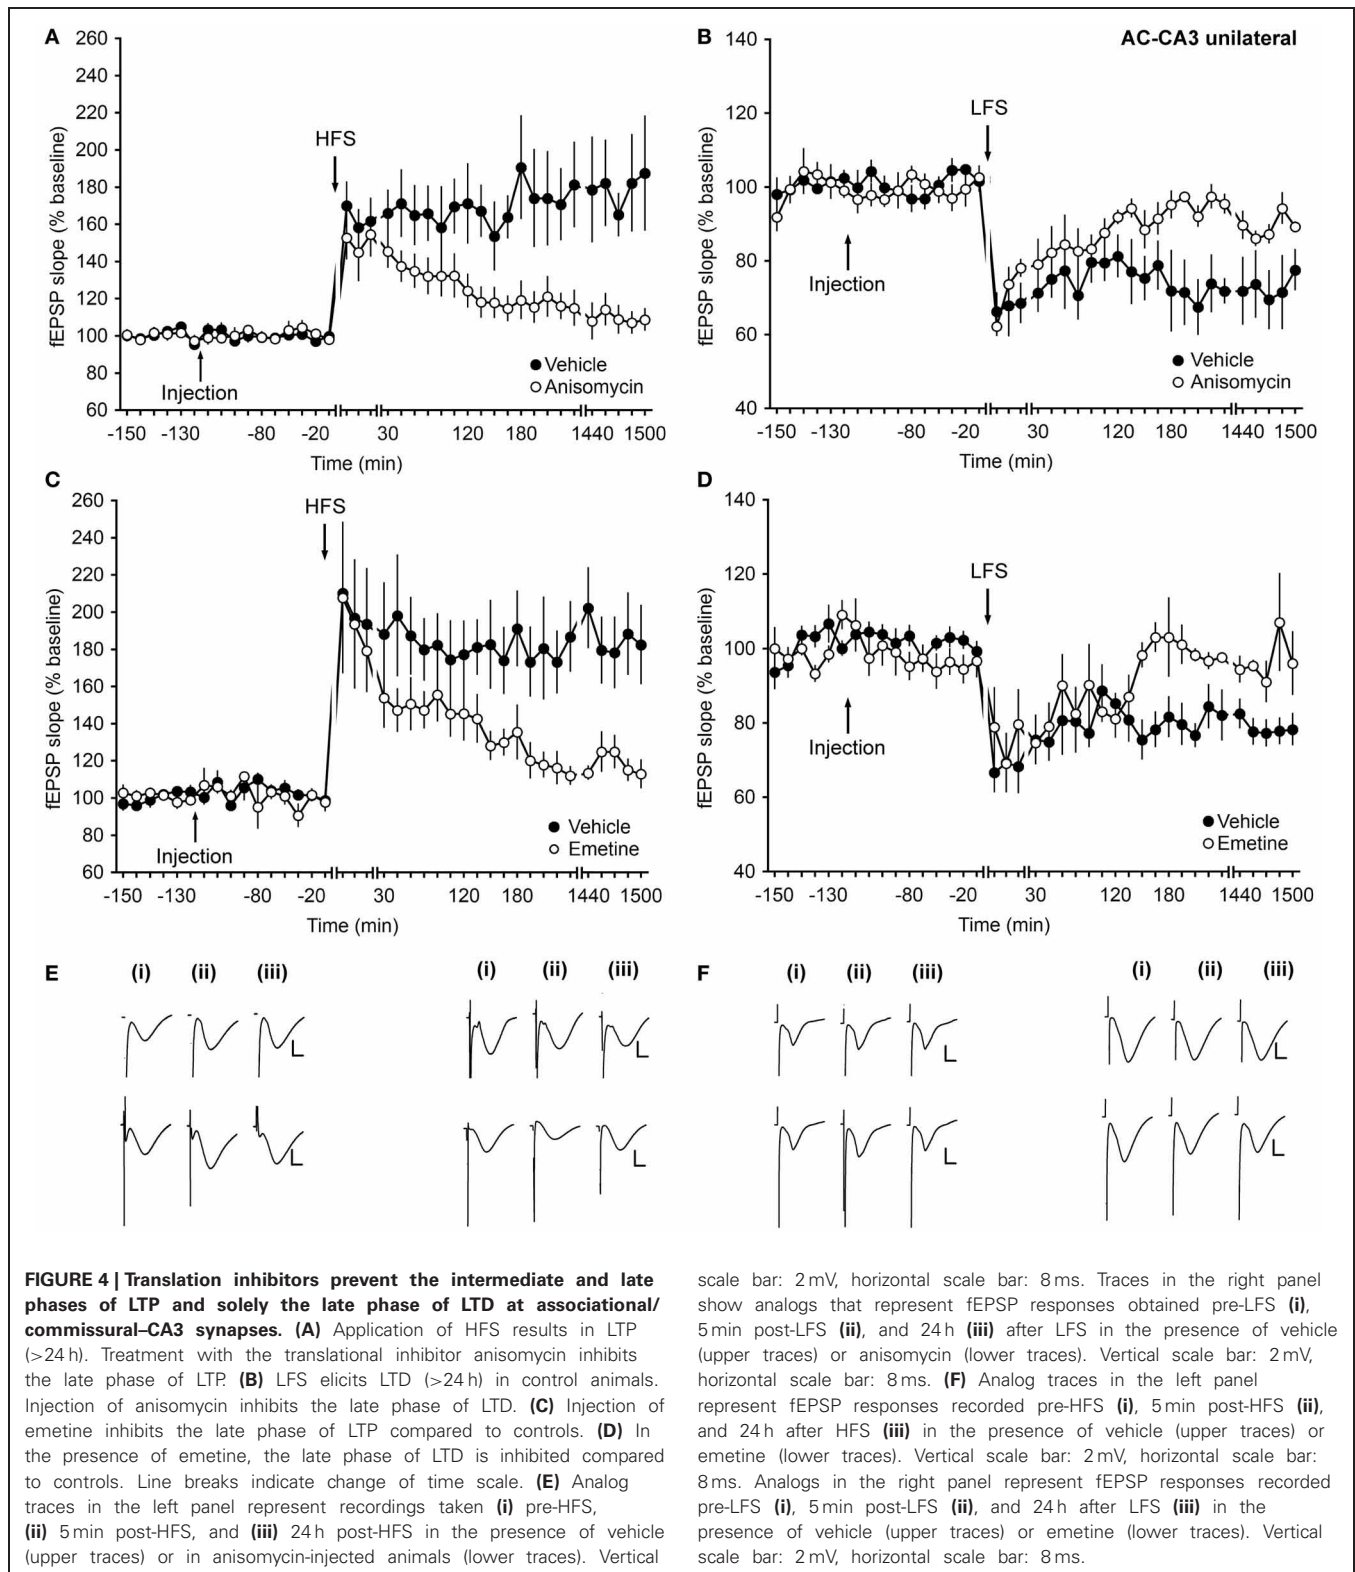 A
260
240
220
200
180
160
140
120
100
80
60
fEPSP slope (% baseline)
HFS
Injection
Vehicle
Anisomycin
-150 -130 -80 -20 30 120 180 1440 1500
Time (min)
B
AC-CA3 unilateral
140
120
100
80
60
40
fEPSP slope (% baseline)
LFS
Injection
Vehicle
Anisomycin
-150 -130 -80 -20 30 120 180 1440 1500
Time (min)
C
260
240
220
200
180
160
140
120
100
80
60
fEPSP slope (% baseline)
HFS
Injection
Vehicle
Emetine
-150 -130 -80 -20 30 120 180 1440 1500
Time (min)
D
140
120
100
80
60
40
fEPSP slope (% baseline)
LFS
Injection
Vehicle
Emetine
-150 -130 -80 -20 30 120 180 1440 1500
Time (min)
E
(i) (ii) (iii)
(i) (ii) (iii)
F
(i) (ii) (iii)
(i) (ii) (iii)
FIGURE 4 | Translation inhibitors prevent the intermediate and late
phases of LTP and solely the late phase of LTD at associational/
commissural–CA3 synapses. (A) Application of HFS results in LTP
(>24 h). Treatment with the translational inhibitor anisomycin inhibits
the late phase of LTP. (B) LFS elicits LTD (>24 h) in control animals.
Injection of anisomycin inhibits the late phase of LTD. (C) Injection of
emetine inhibits the late phase of LTP compared to controls. (D) In
the presence of emetine, the late phase of LTD is inhibited compared
to controls. Line breaks indicate change of time scale. (E) Analog
traces in the left panel represent recordings taken (i) pre-HFS,
(ii) 5 min post-HFS, and (iii) 24 h post-HFS in the presence of vehicle
(upper traces) or in anisomycin-injected animals (lower traces). Vertical
scale bar: 2 mV, horizontal scale bar: 8 ms. Traces in the right panel
show analogs that represent fEPSP responses obtained pre-LFS (i),
5 min post-LFS (ii), and 24 h (iii) after LFS in the presence of vehicle
(upper traces) or anisomycin (lower traces). Vertical scale bar: 2 mV,
horizontal scale bar: 8 ms. (F) Analog traces in the left panel
represent fEPSP responses recorded pre-HFS (i), 5 min post-HFS (ii),
and 24 h after HFS (iii) in the presence of vehicle (upper traces) or
emetine (lower traces). Vertical scale bar: 2 mV, horizontal scale bar:
8 ms. Analogs in the right panel represent fEPSP responses recorded
pre-LFS (i), 5 min post-LFS (ii), and 24 h after LFS (iii) in the
presence of vehicle (upper traces) or emetine (lower traces). Vertical
scale bar: 2 mV, horizontal scale bar: 8 ms.